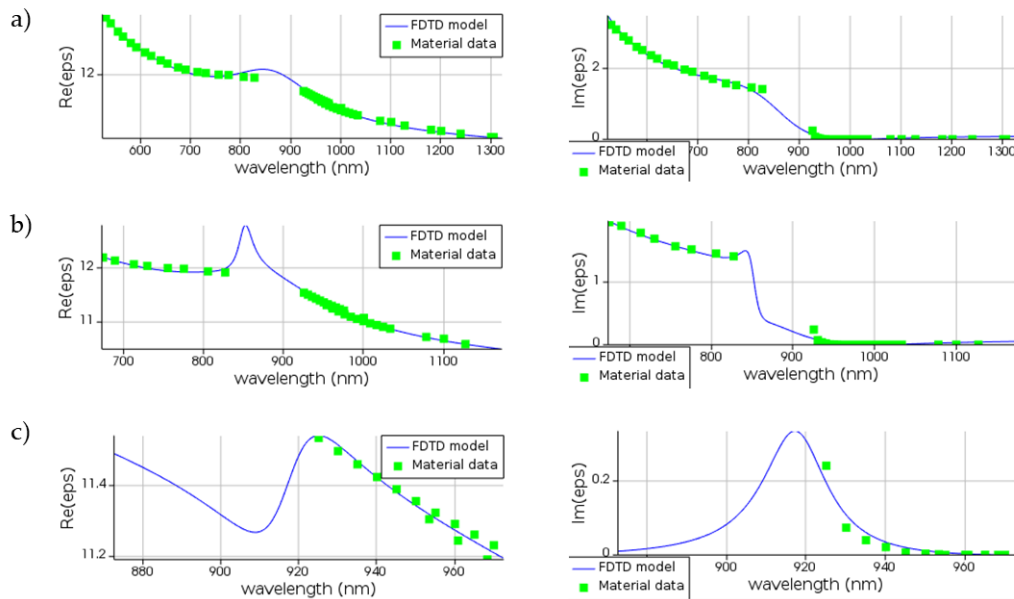 a)
Re(eps)
12
FDTD model
Material data
600 700 800 900 1000 1100 1200 1300
wavelength (nm)
Im(eps)
2
0
700 800 900 1000 1100 1200 1300
FDTD model
Material data
wavelength (nm)
b)
Re(eps)
12
11
FDTD model
Material data
700 800 900 1000 1100
wavelength (nm)
Im(eps)
1
0
800 900 1000 1100
FDTD model
Material data
wavelength (nm)
c)
Re(eps)
11.4
11.2
FDTD model
Material data
880 900 920 940 960
wavelength (nm)
Im(eps)
0.2
0
900 920 940 960
FDTD model
Material data
wavelength (nm)